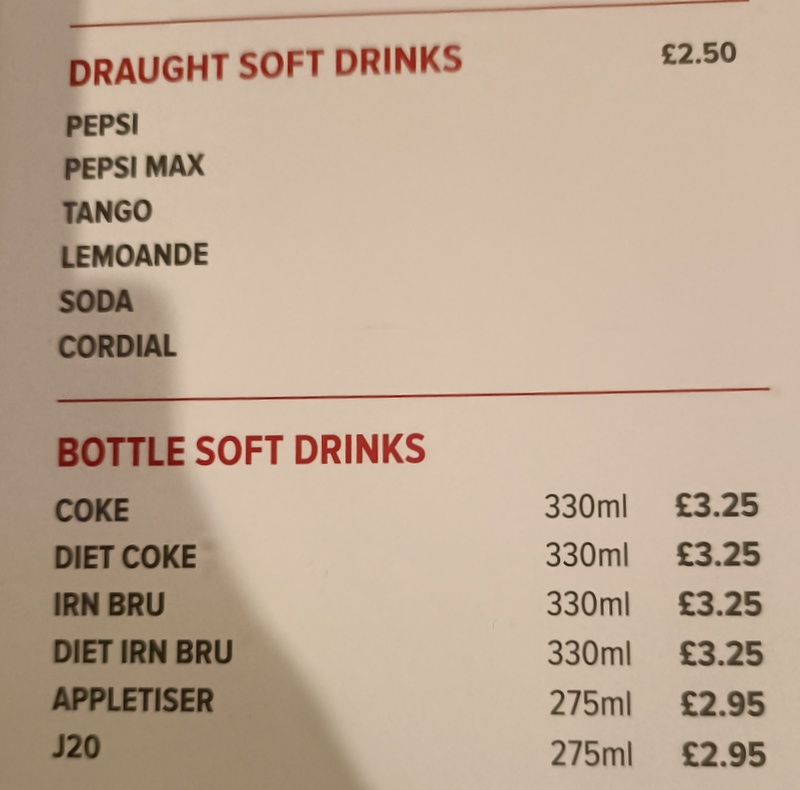 DRAUGHT SOFT DRINKS £2.50
PEPSI
PEPSI MAX
TANGO
LEMOANDE
SODA
CORDIAL
BOTTLE SOFT DRINKS
COKE 330ml £3.25
DIET COKE 330ml £3.25
IRN BRU 330ml £3.25
DIET IRN BRU 330ml £3.25
APPLETISER 275ml £2.95
J20 275ml £2.95